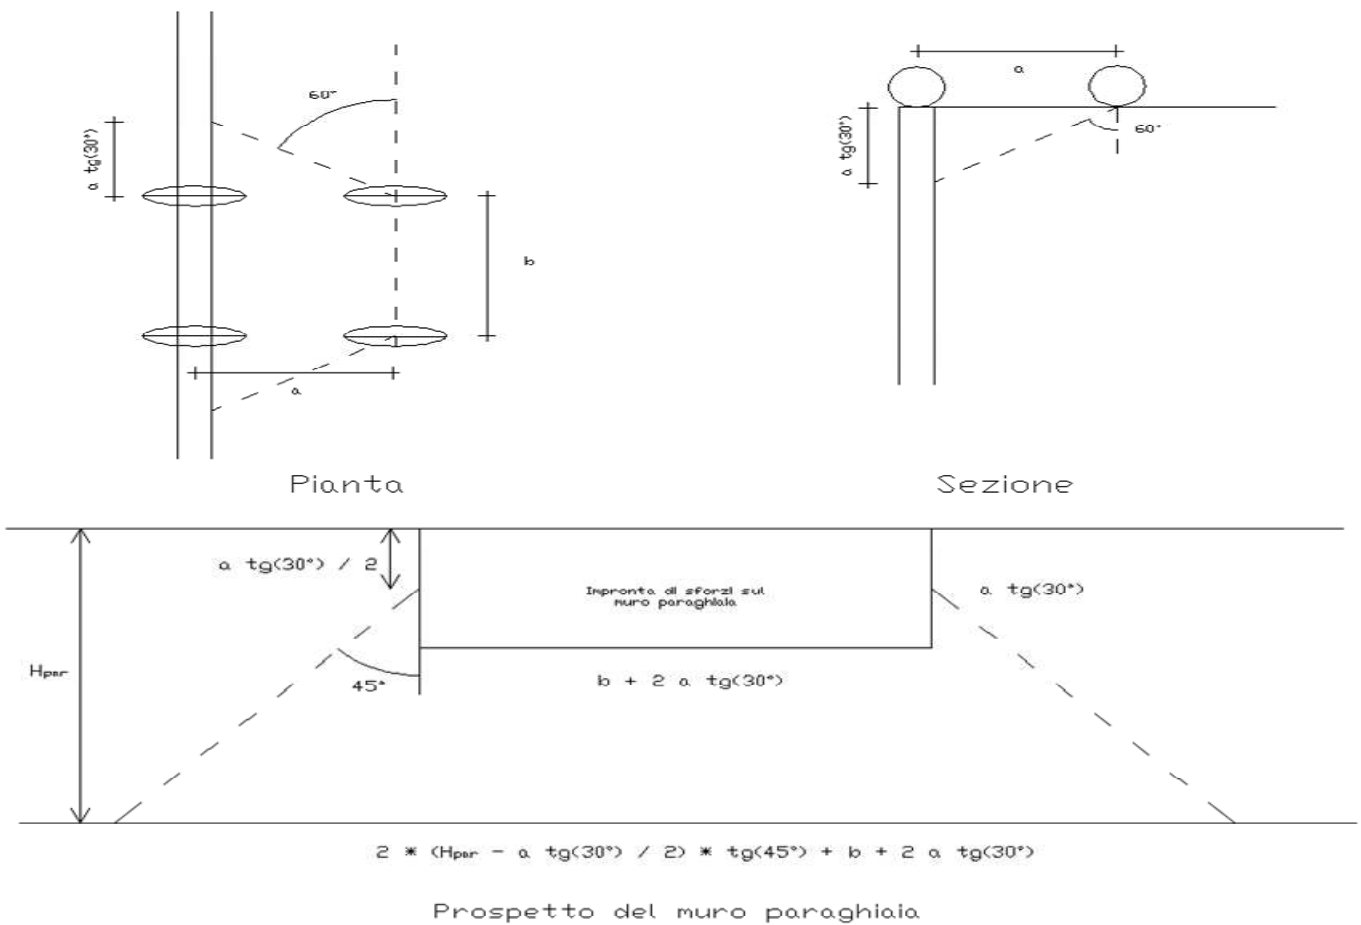 60°
a tg(30°)
b
a
Pianta
a
a tg(30°)
60°
Sezione
a tg(30°) / 2
Impronta di sforzi sul
muro paraghiaia
a tg(30°)
Hpar
45°
b + 2 a tg(30°)
2 * (Hpar - a tg(30°) / 2) * tg(45°) + b + 2 a tg(30°)
Prospetto del muro paraghiaia